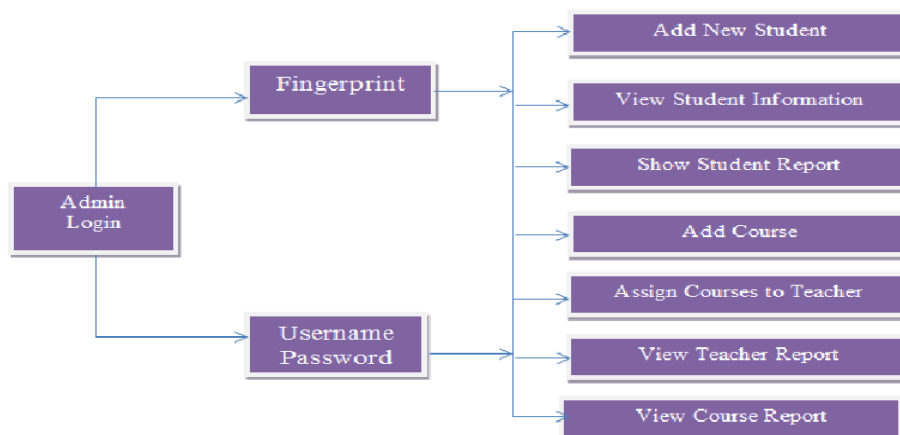 Admin
Login
Fingerprint
Username
Password
Add New Student
View Student Information
Show Student Report
Add Course
Assign Courses to Teacher
View Teacher Report
View Course Report